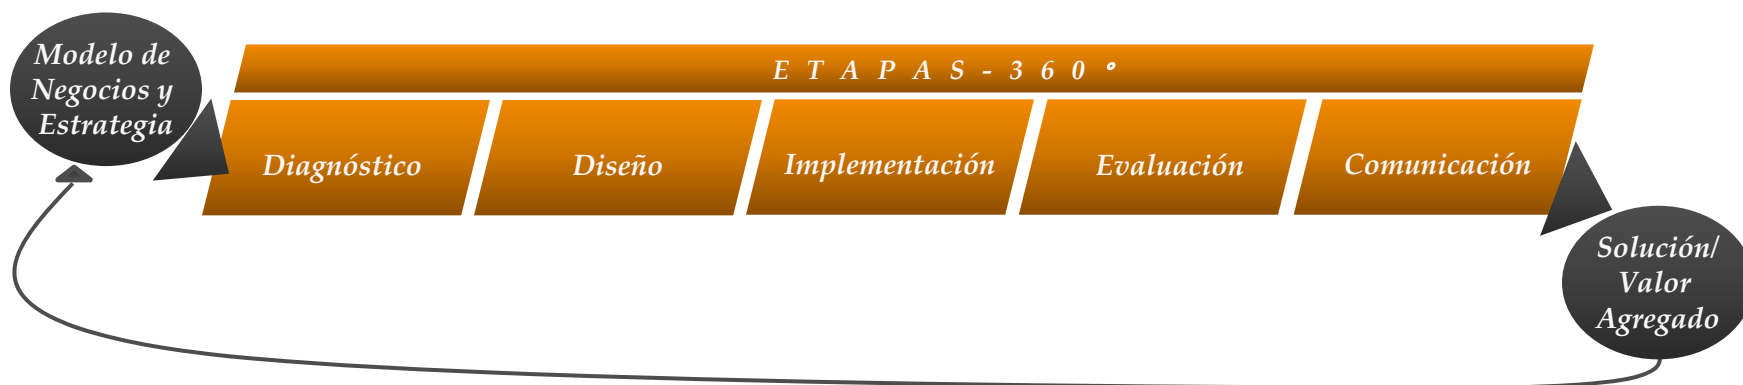 Modelo de
Negocios y
Estrategia
E T A P A S - 3 6 0 °
Diagnóstico
Diseño
Implementación
Evaluación
Comunicación
Solución/
Valor
Agregado